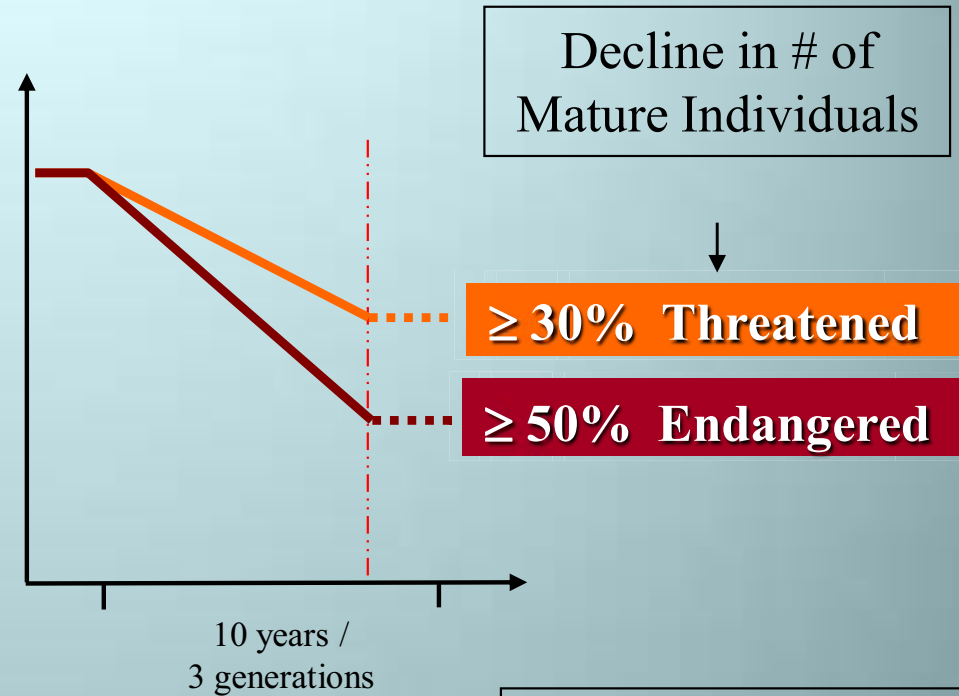 Decline in # of
Mature Individuals
≥ 30% Threatened
≥ 50% Endangered
10 years /
3 generations